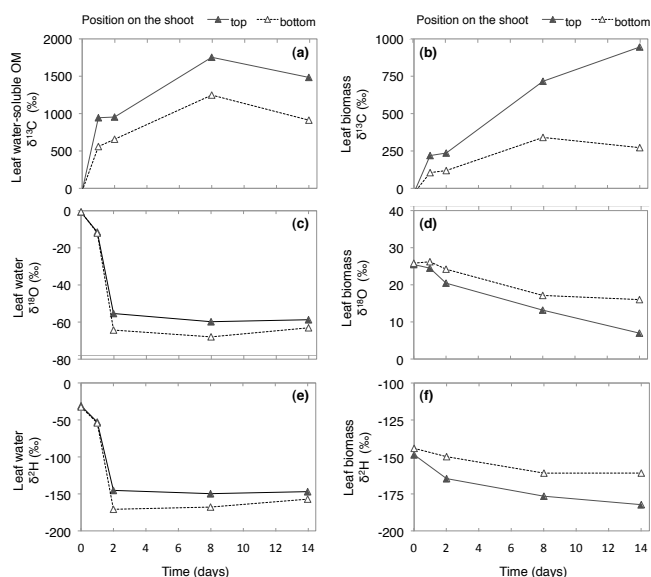 Position on the shoot top bottom
Position on the shoot top bottom
Leaf water-soluble OM
δ¹³C (‰)
2000
1500
1000
500
0
(a)
Leaf biomass
δ¹³C (‰)
1000
750
500
250
0
(b)
Leaf water
δ¹⁸O (‰)
0
-20
-40
-60
-80
(c)
Leaf biomass
δ¹⁸O (‰)
40
30
20
10
0
(d)
Leaf water
δ²H (‰)
0
-50
-100
-150
-200
(e)
0 2 4 6 8 10 12 14
Time (days)
Leaf biomass
δ²H (‰)
-100
-125
-150
-175
-200
(f)
0 2 4 6 8 10 12 14
Time (days)